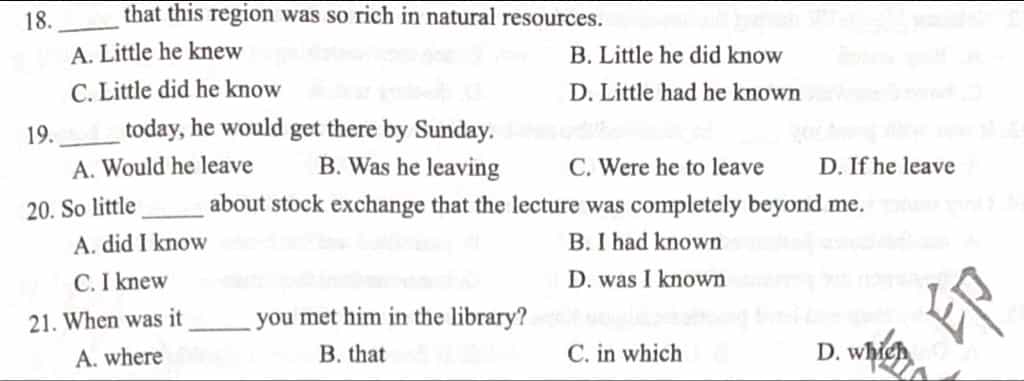 18. ______ that this region was so rich in natural resources.
A. Little he knew B. Little he did know
C. Little did he know D. Little had he known
19. ______ today, he would get there by Sunday.
A. Would he leave B. Was he leaving C. Were he to leave D. If he leave
20. So little ______ about stock exchange that the lecture was completely beyond me.
A. did I know B. I had known
C. I knew D. was I known
21. When was it ______ you met him in the library?
A. where B. that C. in which D. which